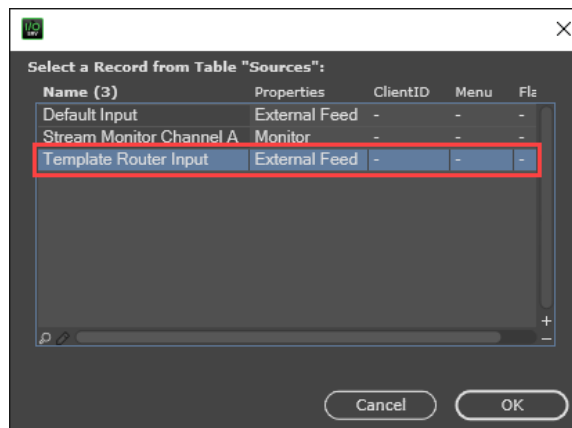 I/O
SRV
Select a Record from Table "Sources":
Name (3) Properties ClientID Menu Fla
Default Input External Feed - - -
Stream Monitor Channel A Monitor - - -
Template Router Input External Feed - - -
Cancel OK